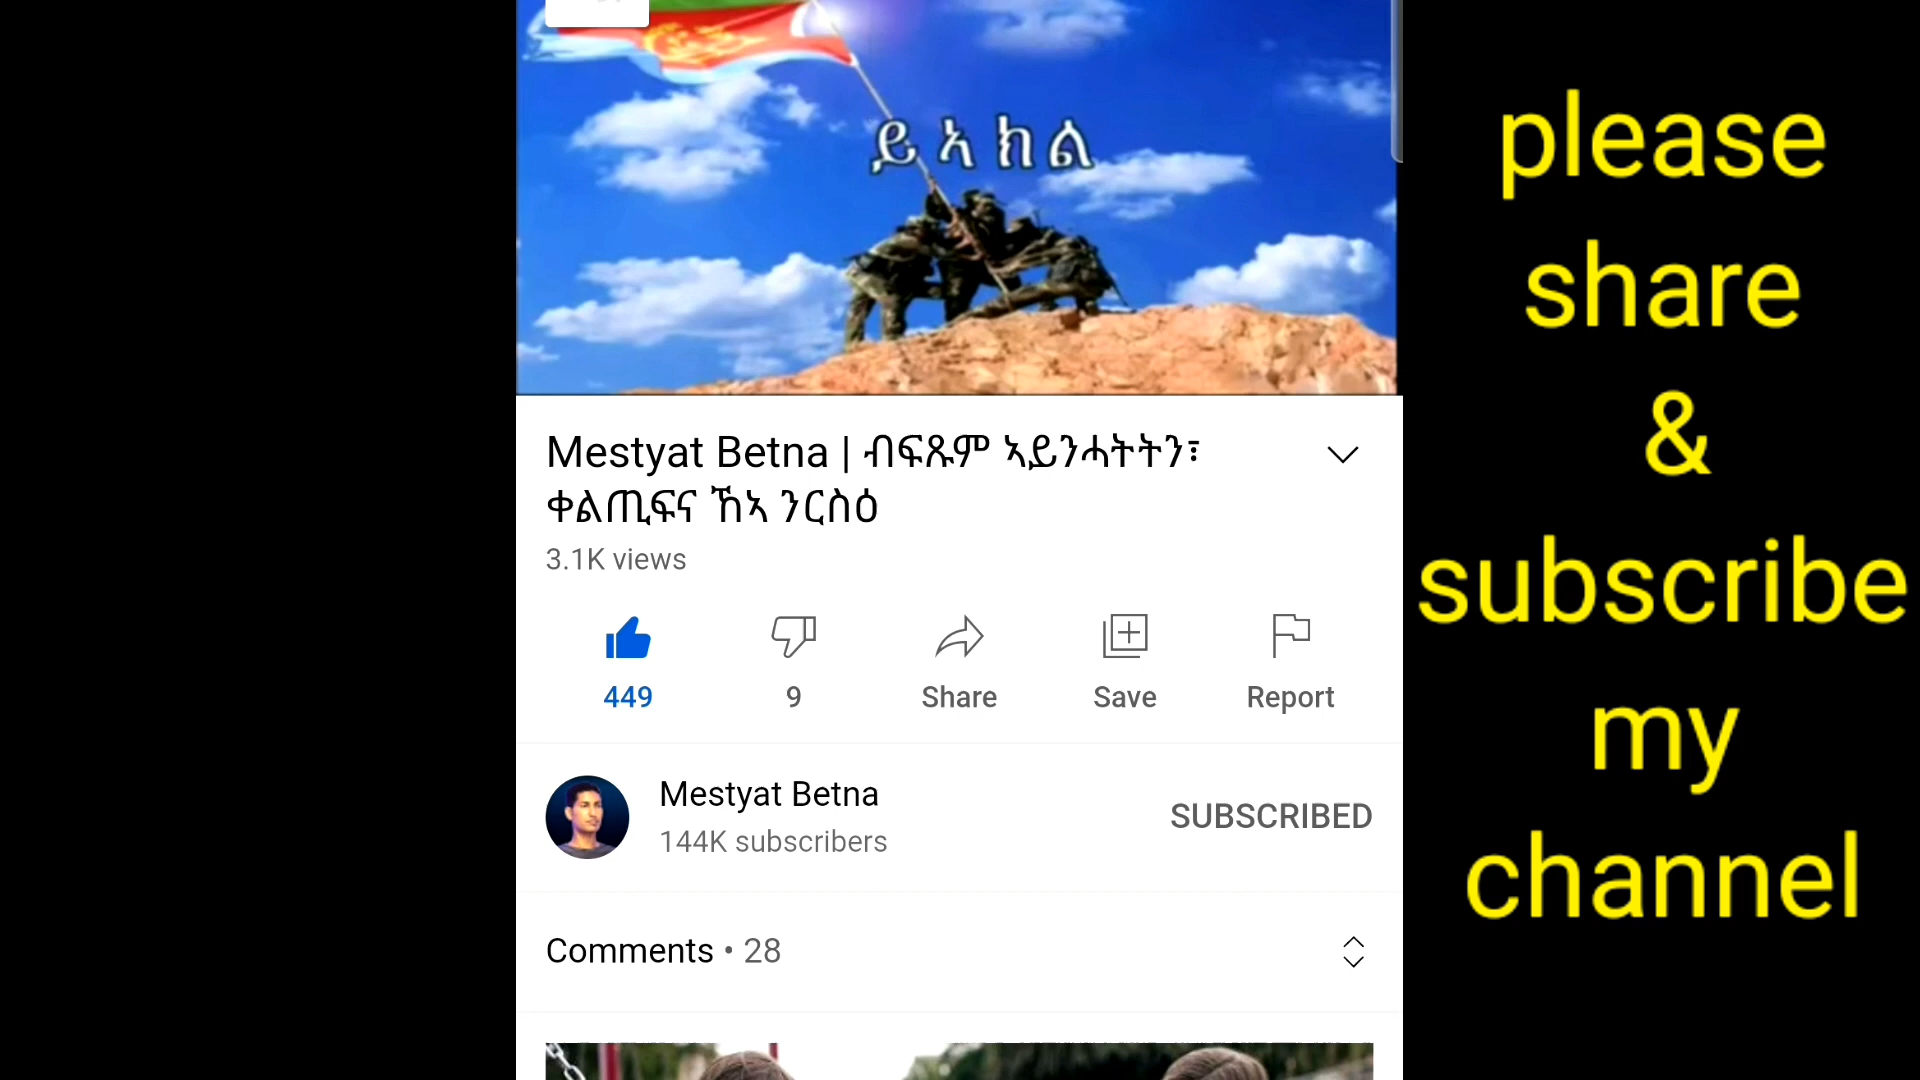 ይኣክል
Mestyat Betna | ብፍጹም ኣይንሓትትን፣
ቀልጢፍና ኸኣ ንርስዕ
3.1K views
449
9
Share
Save
Report
Mestyat Betna
144K subscribers
SUBSCRIBED
Comments • 28
please
share
&
subscribe
my
channel